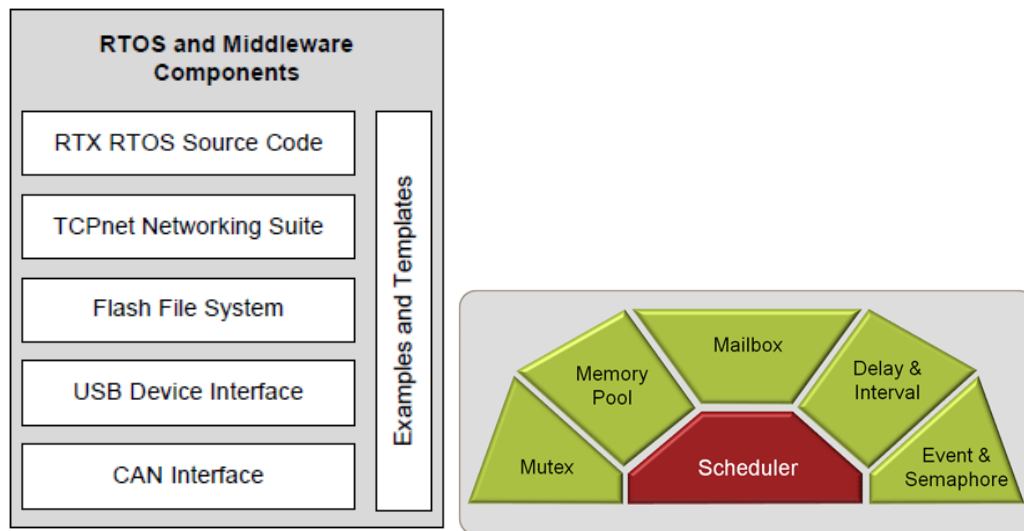 RTOS and Middleware
Components
RTX RTOS Source Code
TCPnet Networking Suite
Flash File System
USB Device Interface
CAN Interface
Examples and Templates
Mutex
Memory
Pool
Mailbox
Delay &
Interval
Event &
Semaphore
Scheduler